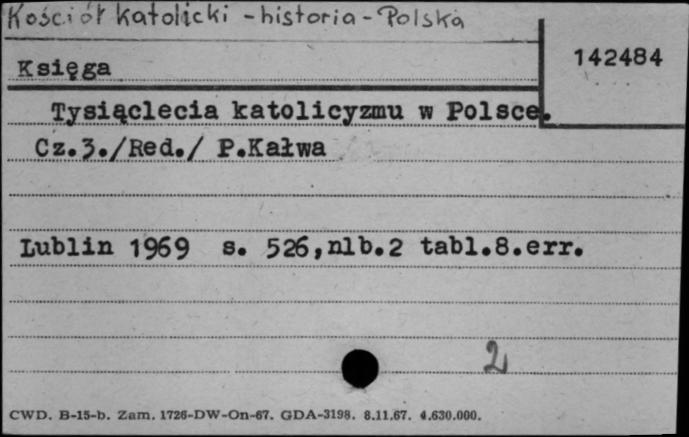 Kościół Katolicki - historia - Polska
142484
Księga
Tysiąclecia katolicyzmu w Polsce.
Cz.3./Red./ P.Kałwa
Lublin 1969 s. 526,nlb.2 tabl.8.err.
2
CWD. B-15-b. Zam. 1726-DW-On-67. GDA-3198. 8.11.67. 4.630.000.